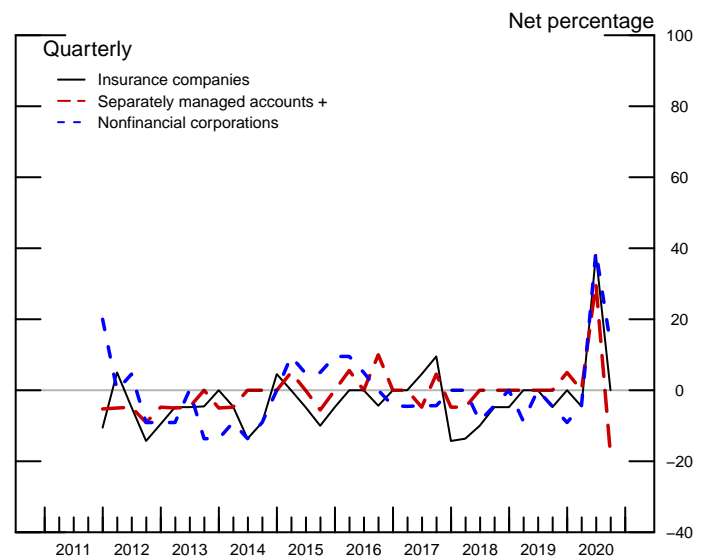 Net percentage
Quarterly
Insurance companies
Separately managed accounts +
Nonfinancial corporations
100
80
60
40
20
0
−20
−40
2011 2012 2013 2014 2015 2016 2017 2018 2019 2020